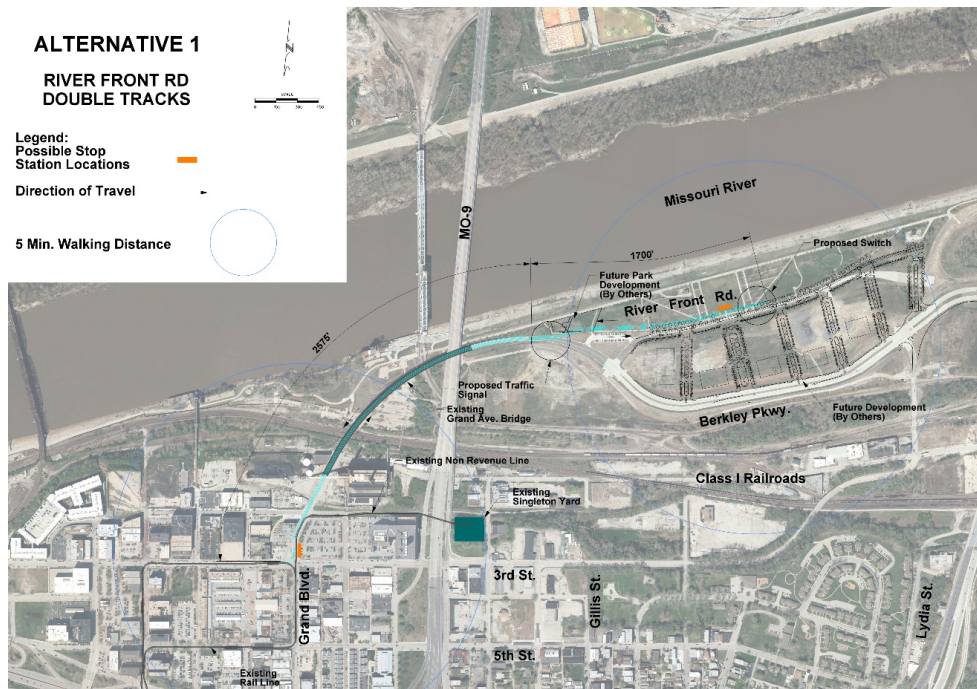 ALTERNATIVE 1
RIVER FRONT RD
DOUBLE TRACKS
N
SCALE
Legend:
Possible Stop
Station Locations
Direction of Travel
5 Min. Walking Distance
MO-9
Missouri River
1700'
Proposed Switch
Future Park
Development
(By Others)
River Front Rd.
2575'
Proposed Traffic
Signal
Existing
Grand Ave. Bridge
Berkley Pkwy.
Future Development
(By Others)
Existing Non Revenue Line
Class I Railroads
Existing
Singleton Yard
3rd St.
Grand Blvd.
Gillis St.
Lydia St.
5th St.
Existing
Rail Line